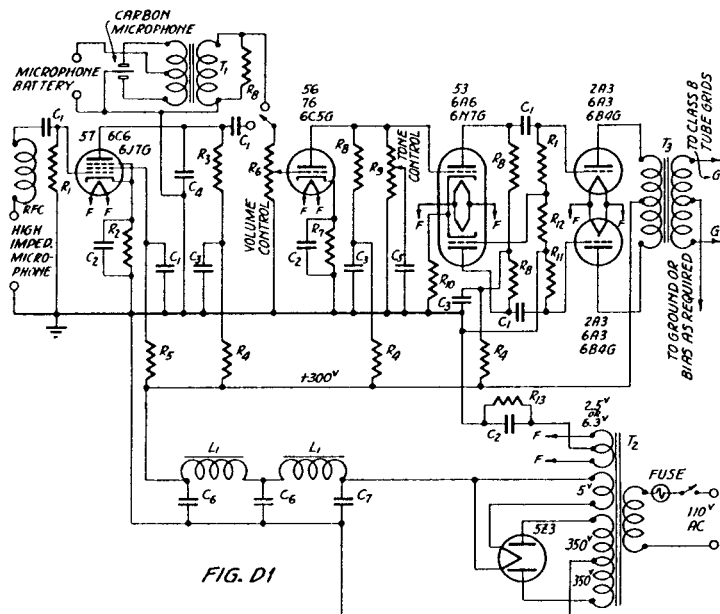 CARBON
MICROPHONE
MICROPHONE
BATTERY
T1
R8
C1
57
6C6
6J7G
R1
RFC
HIGH
IMPED.
MICRO-
PHONE
F F
C2
R2
C1
C4
R3
C3
C1
R6
VOLUME
CONTROL
56
76
6C5G
F F
C2
R7
R8
C3
R9
TONE
CONTROL
C5
53
6A6
6N7G
F
F
R10
C3
C1
R8
R8
C1
R1
R12
R11
2A3
6A3
6B4G
F
F
2A3
6A3
6B4G
T3
TO CLASS B
TUBE GRIDS
G
G
TO GROUND OR
BIAS AS REQUIRED
R5
R4
R4
R4
+300V
R13
C2
2.5V
OR
6.3V
F
F
T2
L1
L1
C6
C6
C7
5V
5Z3
350V
350V
FUSE
110V
AC
FIG. D1